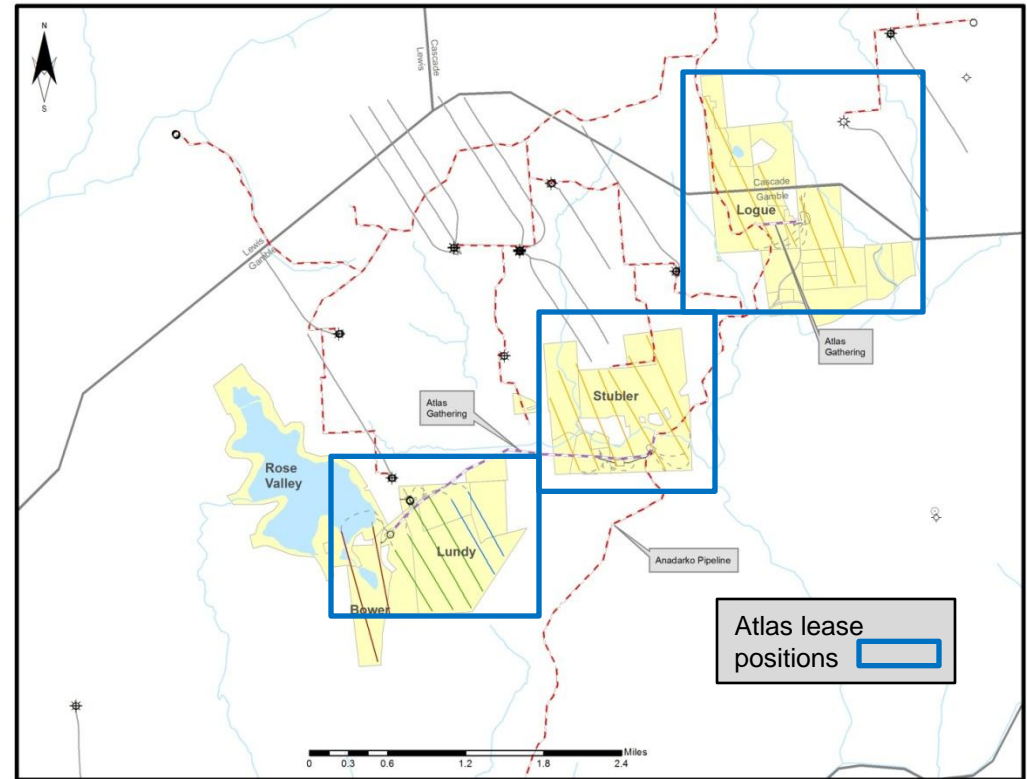 N
S
Cascade
Lewis
Lewis
Gamble
Cascade
Gamble
Logue
Atlas
Gathering
Stubler
Atlas
Gathering
Rose
Valley
Lundy
Bower
Anadarko Pipeline
Atlas lease
positions
Miles
0 0.3 0.6 1.2 1.8 2.4